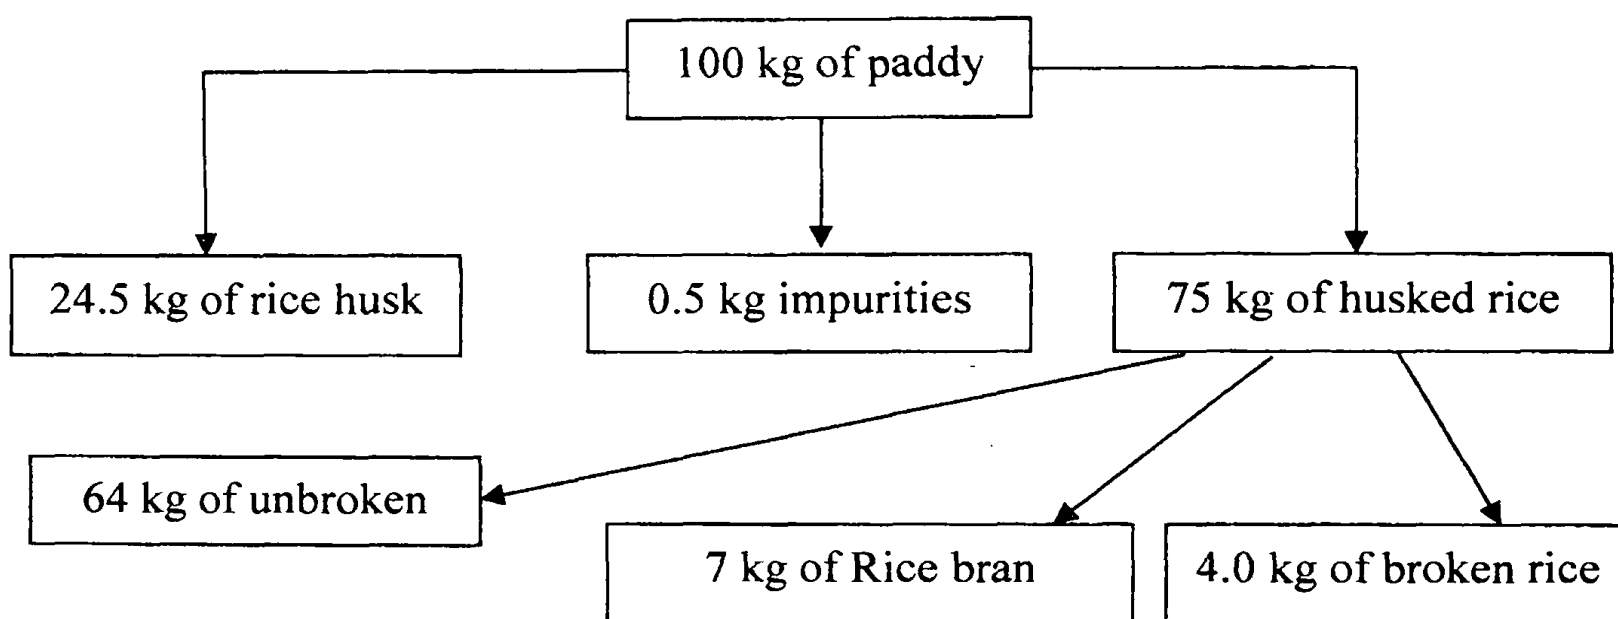 100 kg of paddy
24.5 kg of rice husk
0.5 kg impurities
75 kg of husked rice
64 kg of unbroken
7 kg of Rice bran
4.0 kg of broken rice